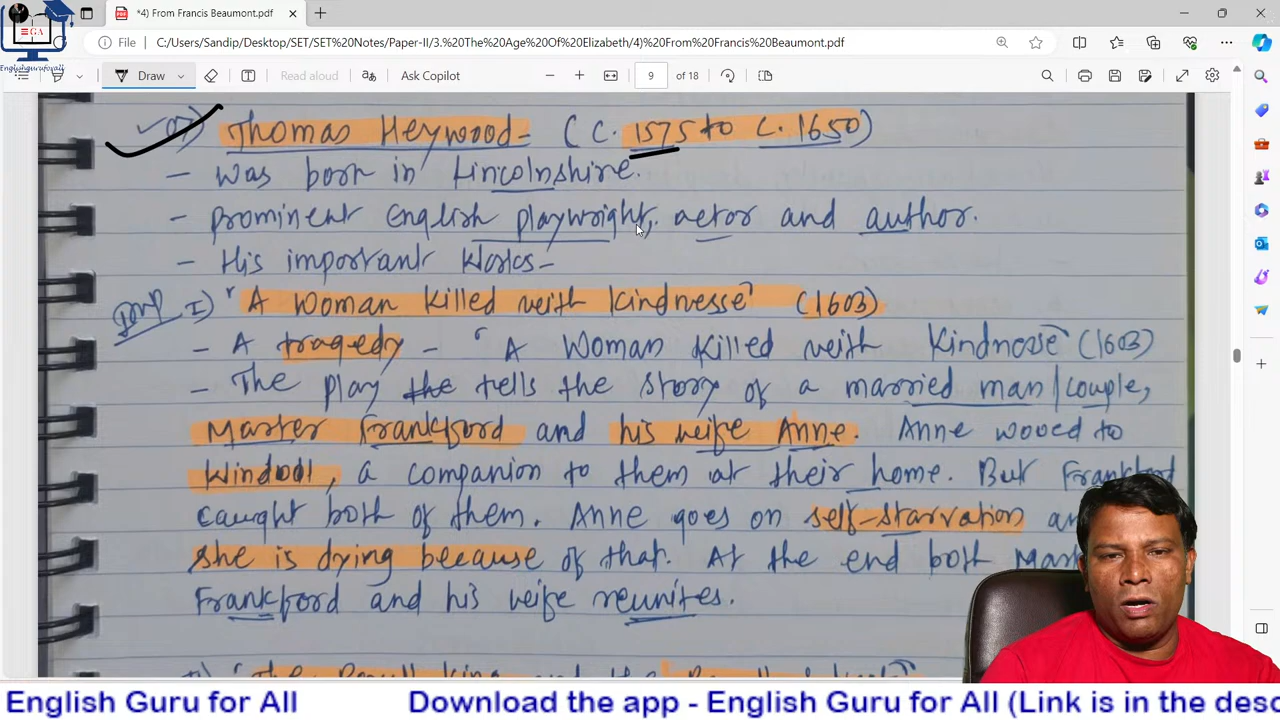 *4) From Francis Beaumont.pdf
File C:/Users/Sandip/Desktop/SET/SET%20Notes/Paper-II/3.%20The%20Age%20Of%20Elizabeth/4)%20From%20Francis%20Beaumont.pdf
EGA
Englishguruforall
Draw Read aloud Ask Copilot 9 of 18
07) Thomas Heywood - (C. 1575 to C. 1650)
- Was born in Lincolnshire.
- Prominent English playwright, actor and author.
- His important Works -
Imp I) "A Woman Killed with Kindnesse" (1603)
- A tragedy - "A Woman Killed with Kindnesse" (1603)
- The play the tells the story of a married man/couple,
Master Frankford and his wife Anne. Anne wooed to
Windoll, a companion to them at their home. But Frankford
caught both of them. Anne goes on self-starvation
she is dying because of that. At the end both
Frankford and his wife reunites.
English Guru for All Download the app - English Guru for All (Link is in the desc